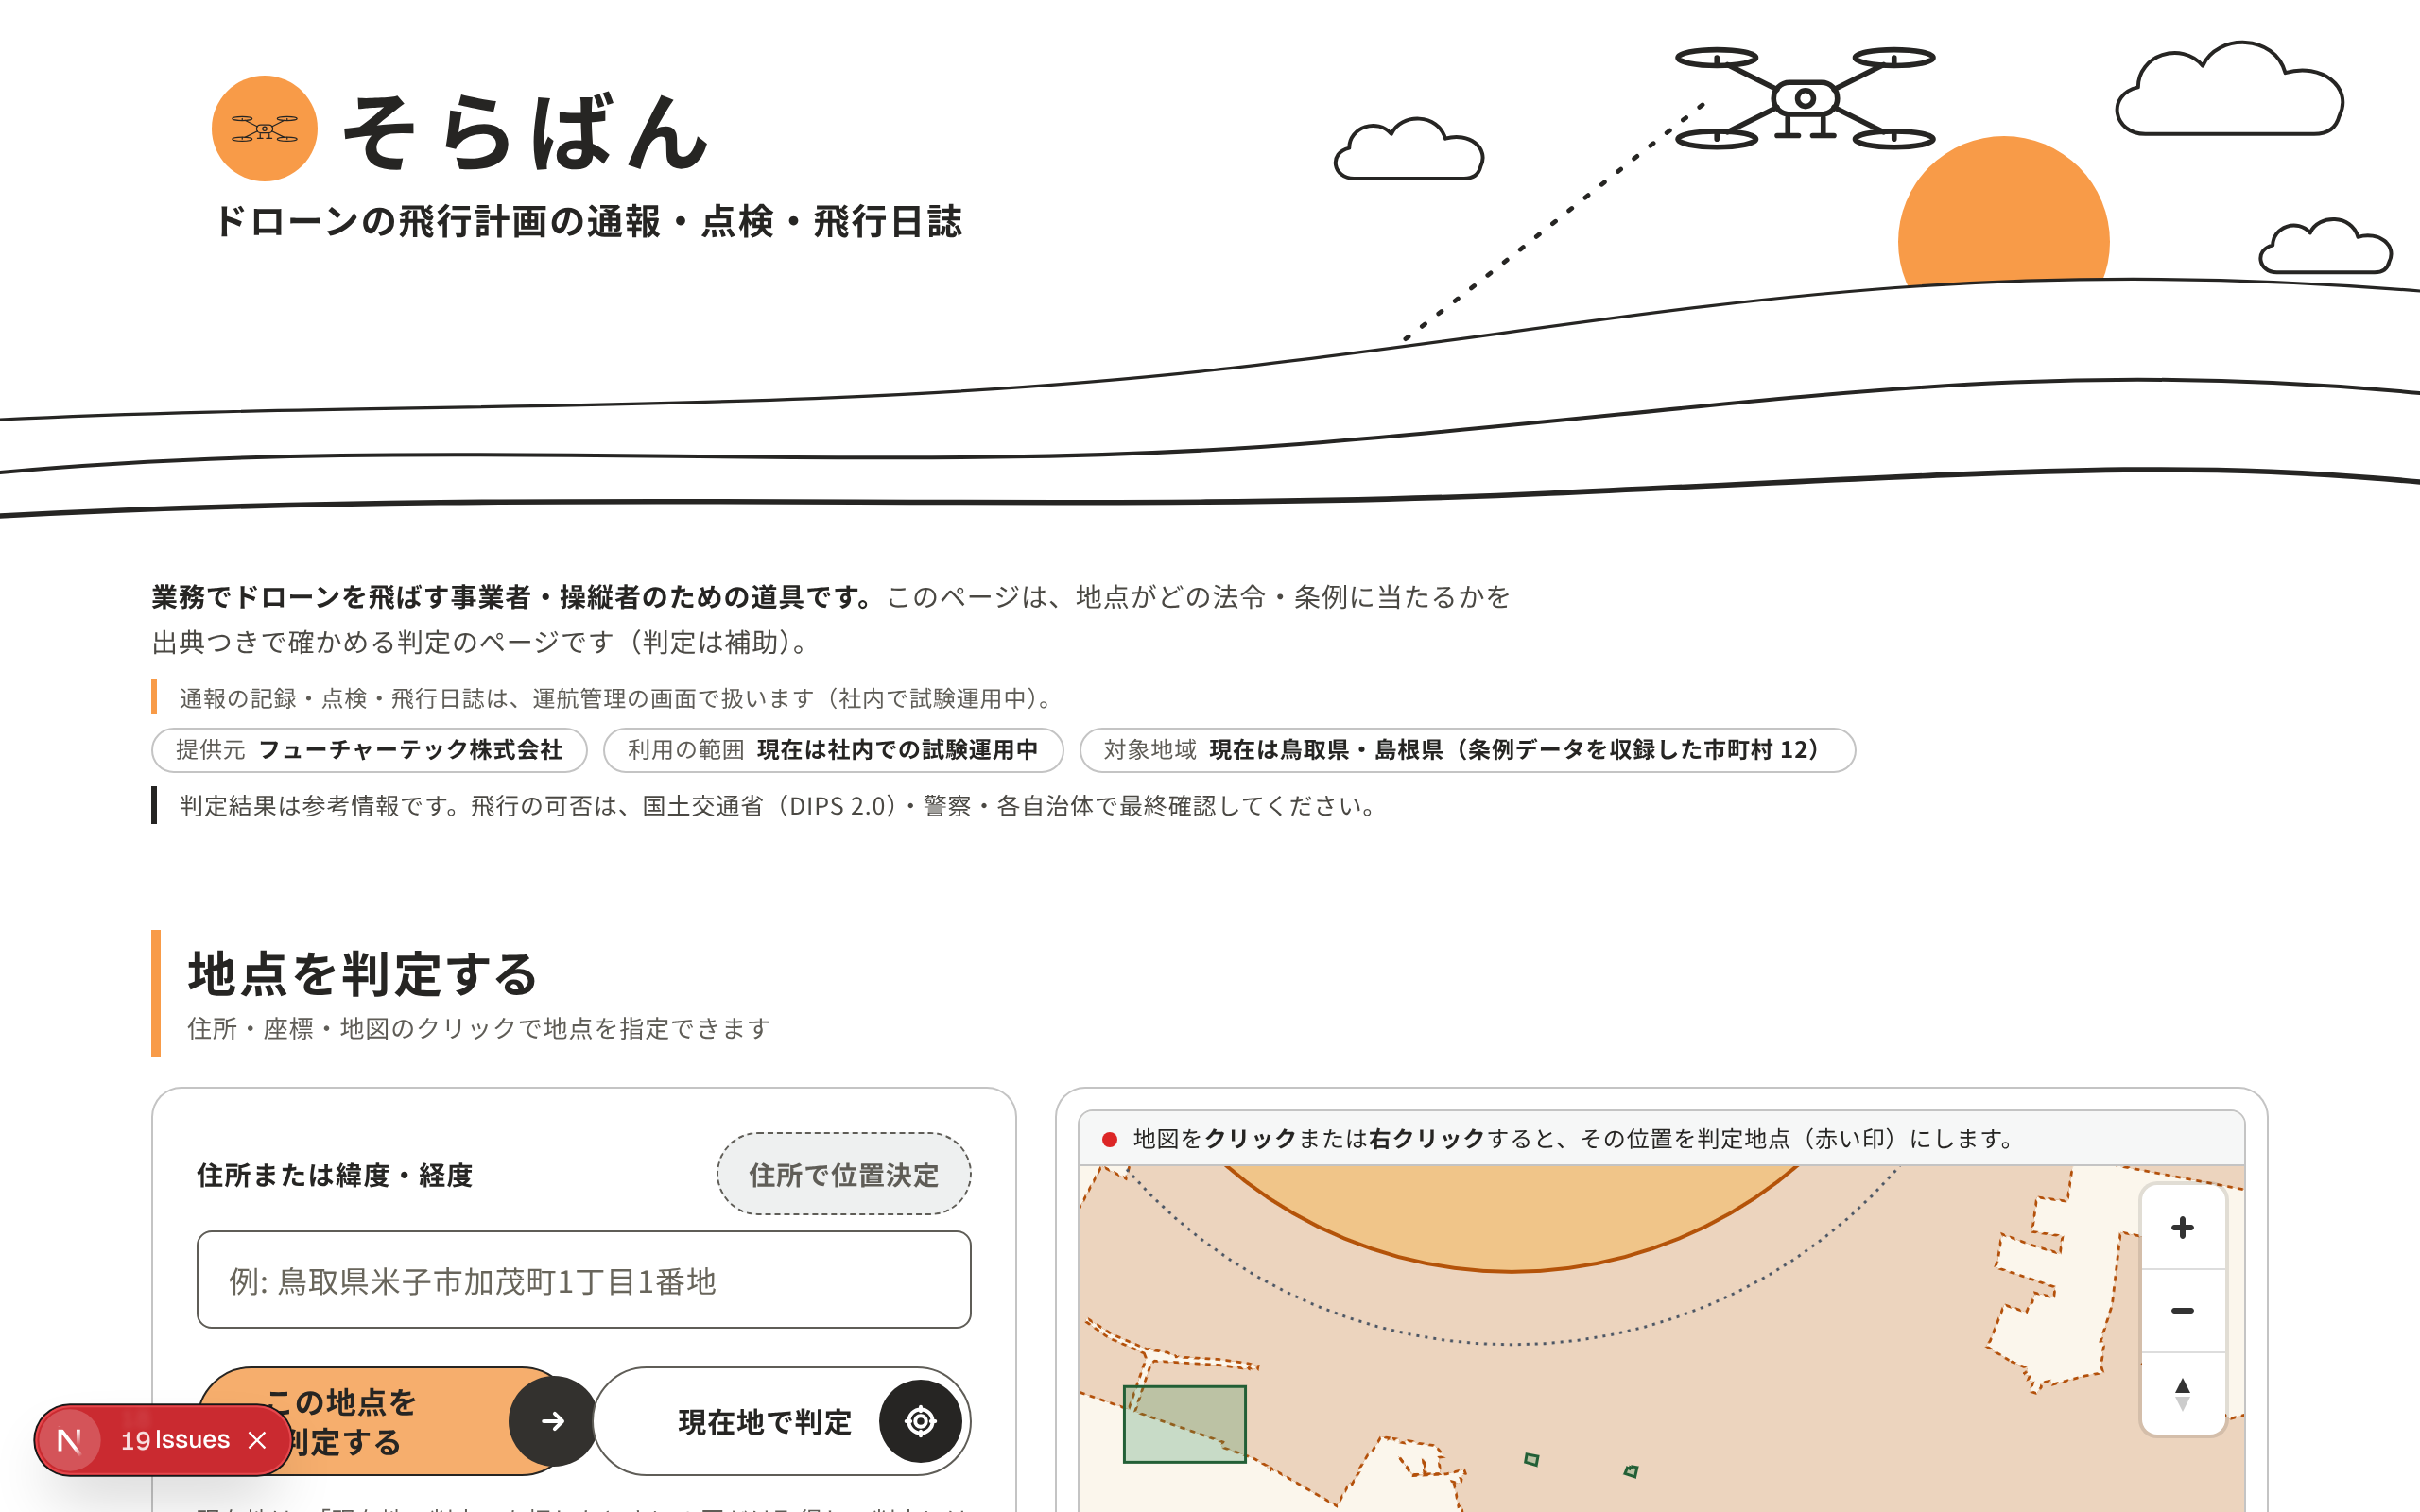 そらばん
ドローンの飛行計画の通報・点検・飛行日誌
業務でドローンを飛ばす事業者・操縦者のための道具です。このページは、地点がどの法令・条例に当たるかを
出典つきで確かめる判定のページです（判定は補助）。
通報の記録・点検・飛行日誌は、運航管理の画面で扱います（社内で試験運用中）。
提供元 フューチャーテック株式会社
利用の範囲 現在は社内での試験運用中
対象地域 現在は鳥取県・島根県（条例データを収録した市町村 12）
判定結果は参考情報です。飛行の可否は、国土交通省（DIPS 2.0）・警察・各自治体で最終確認してください。
地点を判定する
住所・座標・地図のクリックで地点を指定できます
住所または緯度・経度
住所で位置決定
例: 鳥取県米子市加茂町1丁目1番地
この地点を
判定する
現在地で判定
N 19 Issues
地図をクリックまたは右クリックすると、その位置を判定地点（赤い印）にします。